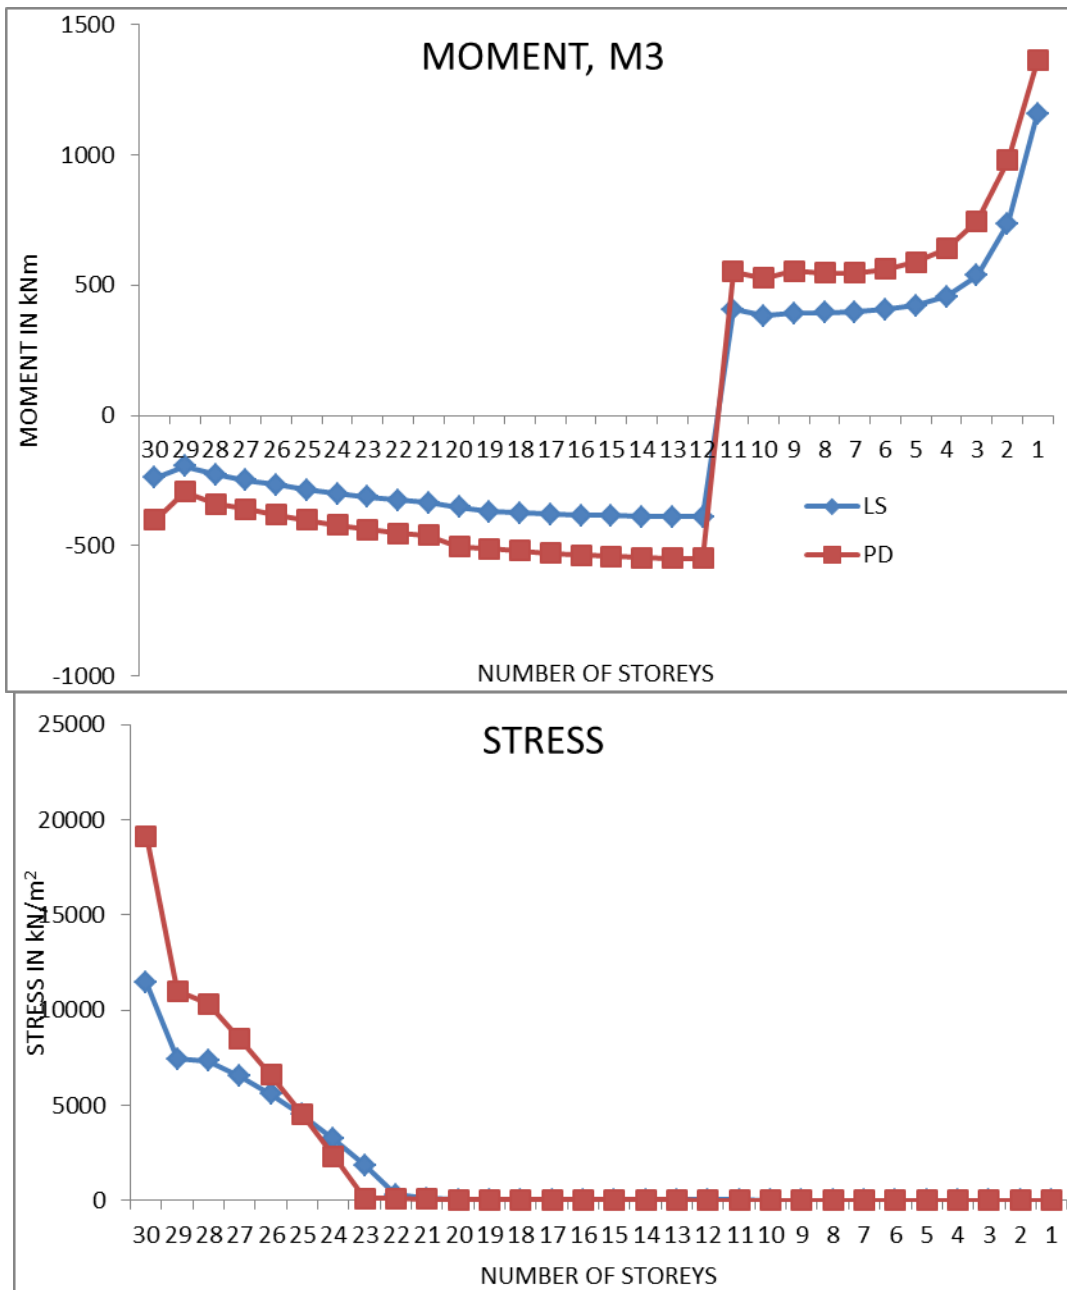 MOMENT, M3
1500
1000
500
0
-500
-1000
MOMENT IN kNm
30 29 28 27 26 25 24 23 22 21 20 19 18 17 16 15 14 13 12 11 10 9 8 7 6 5 4 3 2 1
LS
PD
NUMBER OF STOREYS
STRESS
25000
20000
15000
10000
5000
0
STRESS IN kN/m²
30 29 28 27 26 25 24 23 22 21 20 19 18 17 16 15 14 13 12 11 10 9 8 7 6 5 4 3 2 1
NUMBER OF STOREYS